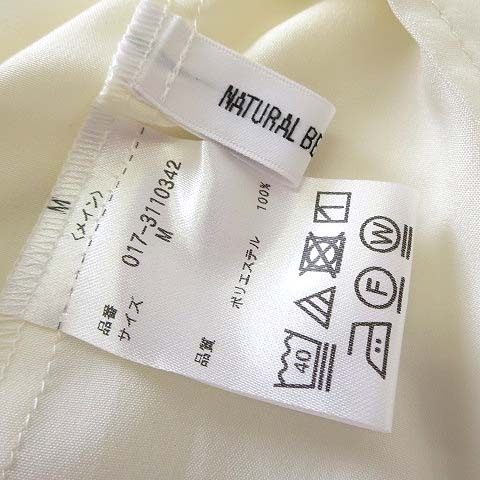 NATURAL BE
M
〈メイン〉
品番 017-3110342
サイズ M
品質 ポリエステル 100%
40
W
F